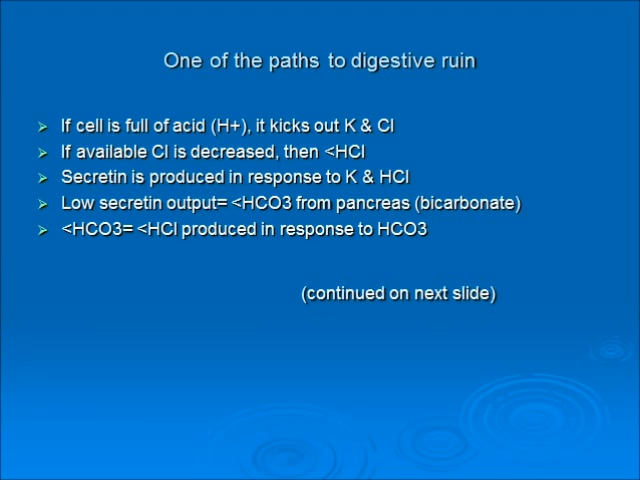 One of the paths to digestive ruin
If cell is full of acid (H+), it kicks out K & Cl
If available Cl is decreased, then <HCl
Secretin is produced in response to K & HCl
Low secretin output= <HCO3 from pancreas (bicarbonate)
<HCO3= <HCl produced in response to HCO3
(continued on next slide)